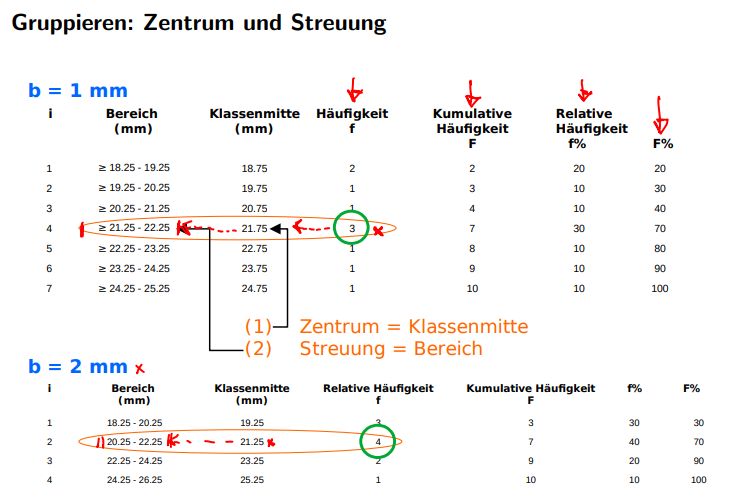 Gruppieren: Zentrum und Streuung
b = 1 mm
i Bereich (mm) Klassenmitte (mm) Häufigkeit f Kumulative Häufigkeit F Relative Häufigkeit f% F%
1 ≥ 18.25 - 19.25 18.75 2 2 20 20
2 ≥ 19.25 - 20.25 19.75 1 3 10 30
3 ≥ 20.25 - 21.25 20.75 1 4 10 40
4 ≥ 21.25 - 22.25 21.75 3 7 30 70
5 ≥ 22.25 - 23.25 22.75 1 8 10 80
6 ≥ 23.25 - 24.25 23.75 1 9 10 90
7 ≥ 24.25 - 25.25 24.75 1 10 10 100
(1) Zentrum = Klassenmitte
(2) Streuung = Bereich
b = 2 mm x
i Bereich (mm) Klassenmitte (mm) Relative Häufigkeit f Kumulative Häufigkeit F f% F%
1 18.25 - 20.25 19.25 3 3 30 30
2 20.25 - 22.25 21.25 4 7 40 70
3 22.25 - 24.25 23.25 2 9 20 90
4 24.25 - 26.25 25.25 1 10 10 100